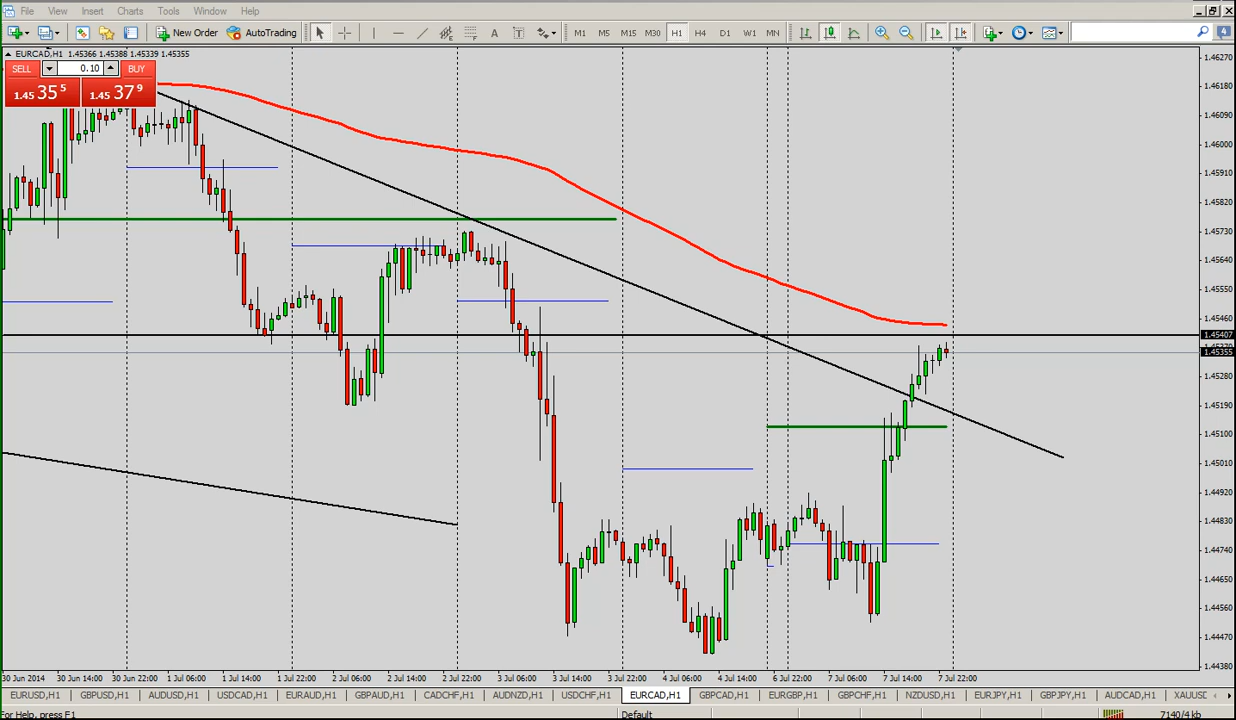 File View Insert Charts Tools Window Help
New Order AutoTrading A T M1 M5 M15 M30 H1 H4 D1 W1 MN 4
EURCAD,H1 1.45366 1.45388 1.45339 1.45355
SELL 0.10 BUY
1.45 35 5 1.45 37 9
1.46270
1.46180
1.46090
1.46000
1.45910
1.45820
1.45730
1.45640
1.45550
1.45460
1.45407
1.45355
1.45280
1.45190
1.45100
1.45010
1.44920
1.44830
1.44740
1.44650
1.44560
1.44470
1.44380
30 Jun 2014 30 Jun 14:00 30 Jun 22:00 1 Jul 06:00 1 Jul 14:00 1 Jul 22:00 2 Jul 06:00 2 Jul 14:00 2 Jul 22:00 3 Jul 06:00 3 Jul 14:00 3 Jul 22:00 4 Jul 06:00 4 Jul 14:00 6 Jul 22:00 7 Jul 06:00 7 Jul 14:00 7 Jul 22:00
EURUSD,H1 GBPUSD,H1 AUDUSD,H1 USDCAD,H1 EURAUD,H1 GBPAUD,H1 CADCHF,H1 AUDNZD,H1 USDCHF,H1 EURCAD,H1 GBPCAD,H1 EURGBP,H1 GBPCHF,H1 NZDUSD,H1 EURJPY,H1 GBPJPY,H1 AUDCAD,H1 XAUUSD
For Help, press F1 Default 7140/4 kb